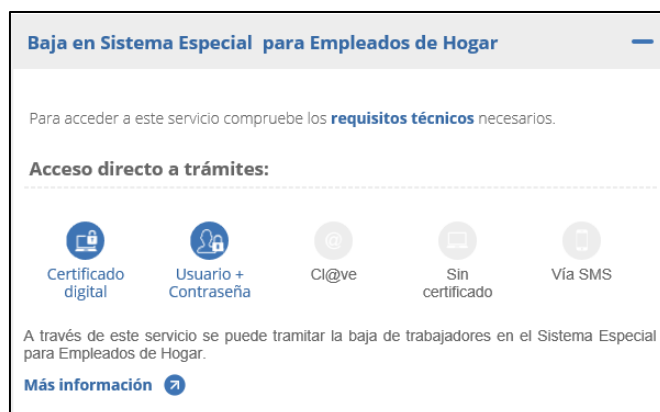 Baja en Sistema Especial para Empleados de Hogar
Para acceder a este servicio compruebe los requisitos técnicos necesarios.
Acceso directo a trámites:
Certificado digital
Usuario + Contraseña
Cl@ve
Sin certificado
Vía SMS
A través de este servicio se puede tramitar la baja de trabajadores en el Sistema Especial
para Empleados de Hogar.
Más información